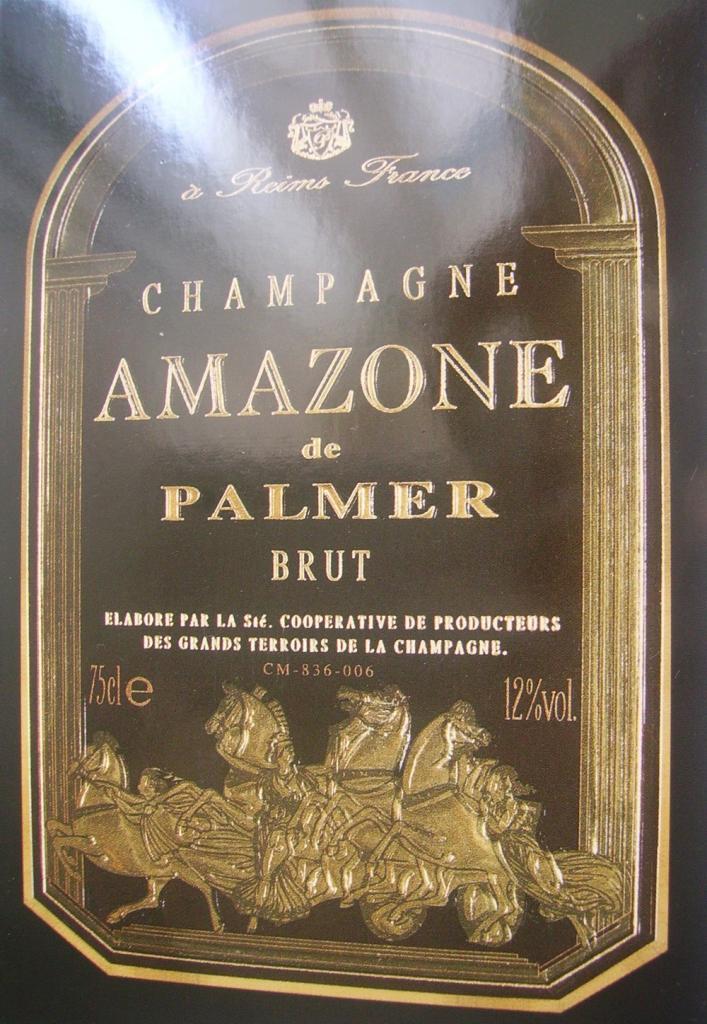 à Reims France
CHAMPAGNE
AMAZONE
de
PALMER
BRUT
ELABORE PAR LA Sté. COOPERATIVE DE PRODUCTEURS
DES GRANDS TERROIRS DE LA CHAMPAGNE.
CM-836-006
75cl e
12%vol.